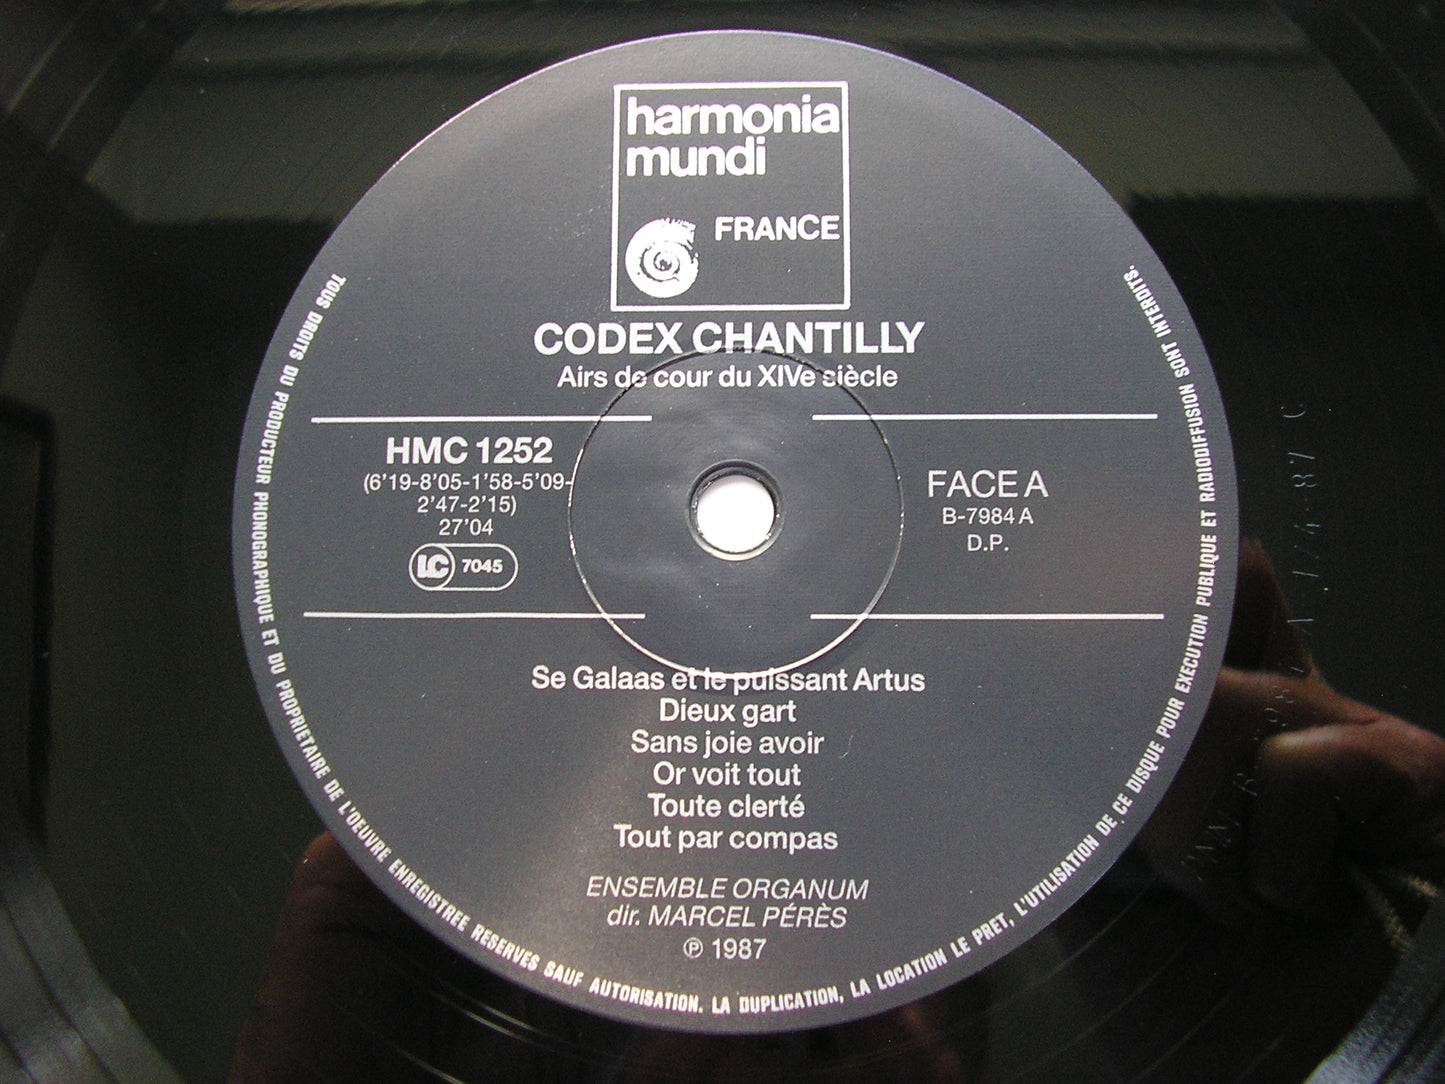 harmonia
mundi
FRANCE
CODEX CHANTILLY
Airs de cour du XIVe siècle
HMC 1252
(6'19-8'05-1'58-5'09-
2'47-2'15)
27'04
LC 7045
FACE A
B-7984 A
D.P.
Se Galaas et le puissant Artus
Dieux gart
Sans joie avoir
Or voit tout
Toute clerté
Tout par compas
ENSEMBLE ORGANUM
dir. MARCEL PÉRÈS
℗ 1987
TOUS DROITS DU PRODUCTEUR PHONOGRAPHIQUE ET DU PROPRIETAIRE DE L'OEUVRE ENREGISTREE RESERVES SAUF AUTORISATION. LA DUPLICATION, LA LOCATION LE PRET, L'UTILISATION DE CE DISQUE POUR EXECUTION PUBLIQUE ET RADIODIFFUSION SONT INTERDITS.